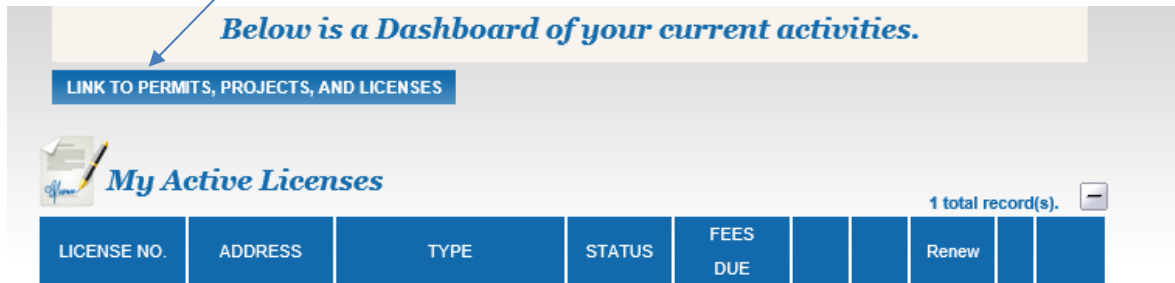 Below is a Dashboard of your current activities.
LINK TO PERMITS, PROJECTS, AND LICENSES
My Active Licenses
1 total record(s).
LICENSE NO. ADDRESS TYPE STATUS FEES DUE Renew